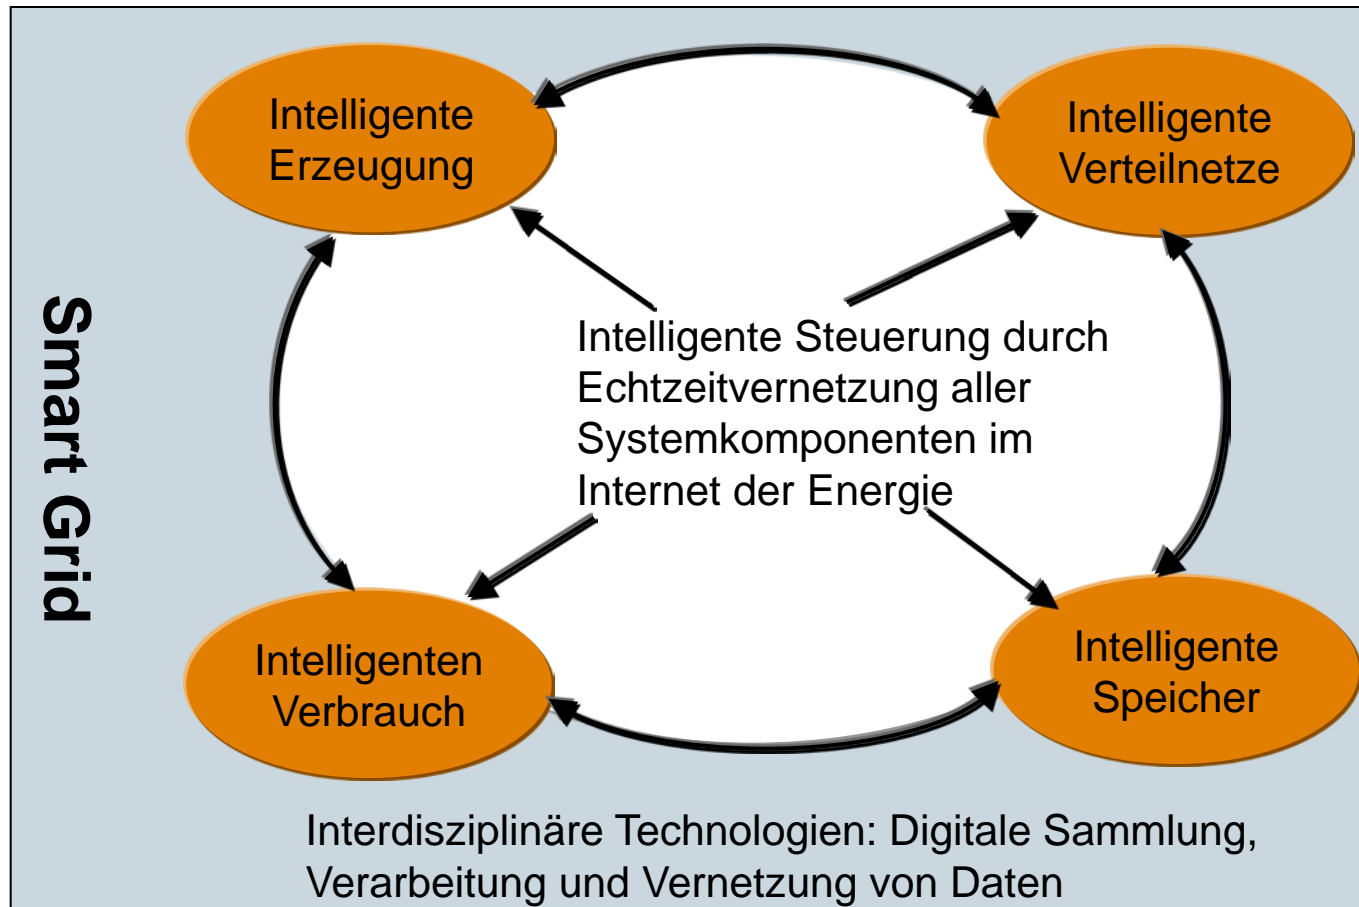 Smart Grid
Intelligente
Erzeugung
Intelligente
Verteilnetze
Intelligente Steuerung durch
Echtzeitvernetzung aller
Systemkomponenten im
Internet der Energie
Intelligenten
Verbrauch
Intelligente
Speicher
Interdisziplinäre Technologien: Digitale Sammlung,
Verarbeitung und Vernetzung von Daten